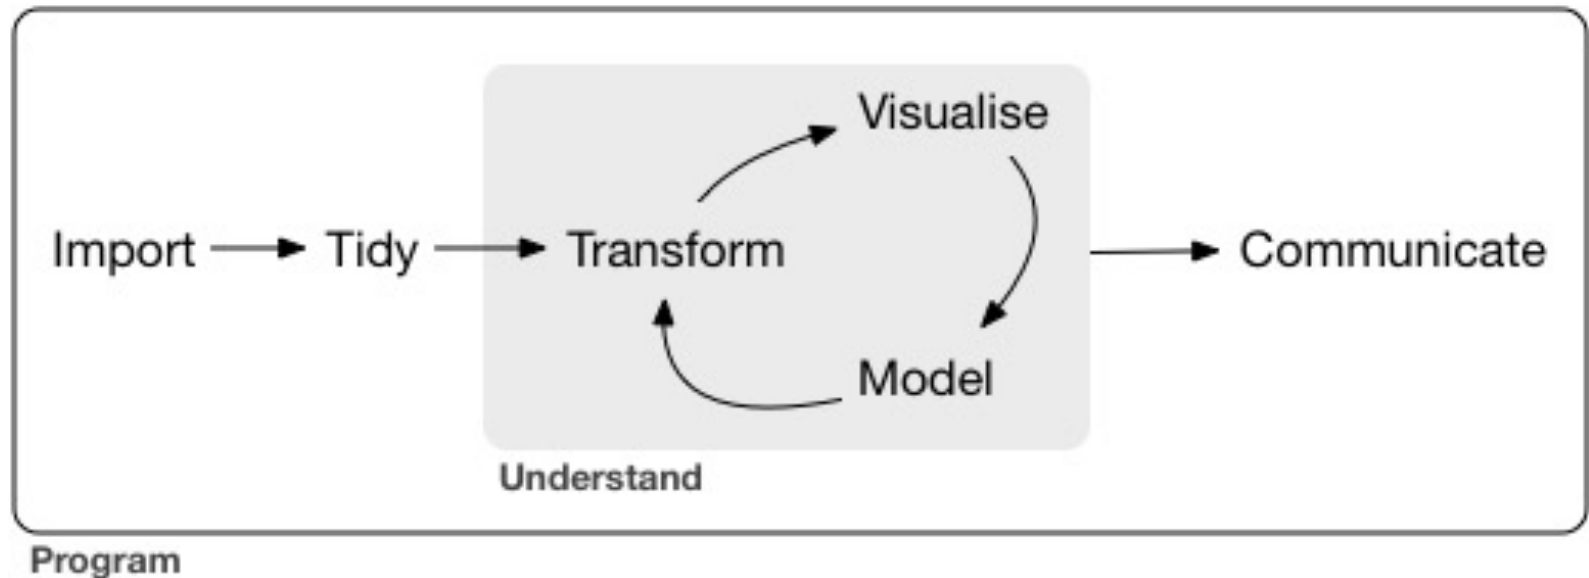 Visualise
Import
Tidy
Transform
Communicate
Model
Understand
Program